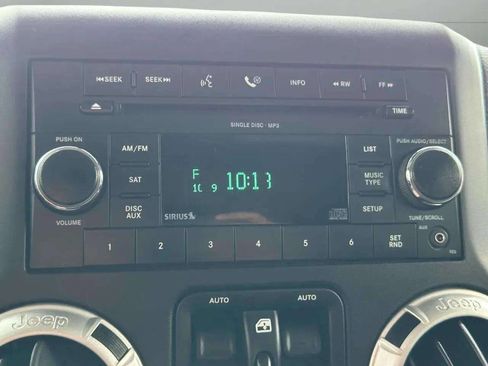 ⏮SEEK SEEK⏭ INFO ◀◀ RW FF ▶▶
TIME
SINGLE DISC · MP3
PUSH ON
AM/FM
SAT
DISC AUX
VOLUME
F
10 9 10:13
SIRIUS
LIST
MUSIC TYPE
SETUP
PUSH AUDIO/SELECT
TUNE/SCROLL
AUX
1 2 3 4 5 6 SET RND
AUTO AUTO
Jeep Jeep